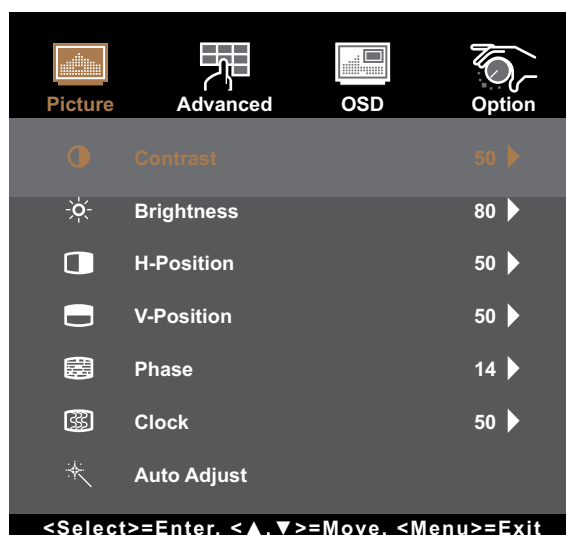 Picture Advanced OSD Option
Contrast 50
Brightness 80
H-Position 50
V-Position 50
Phase 14
Clock 50
Auto Adjust
<Select>=Enter, <▲,▼>=Move, <Menu>=Exit